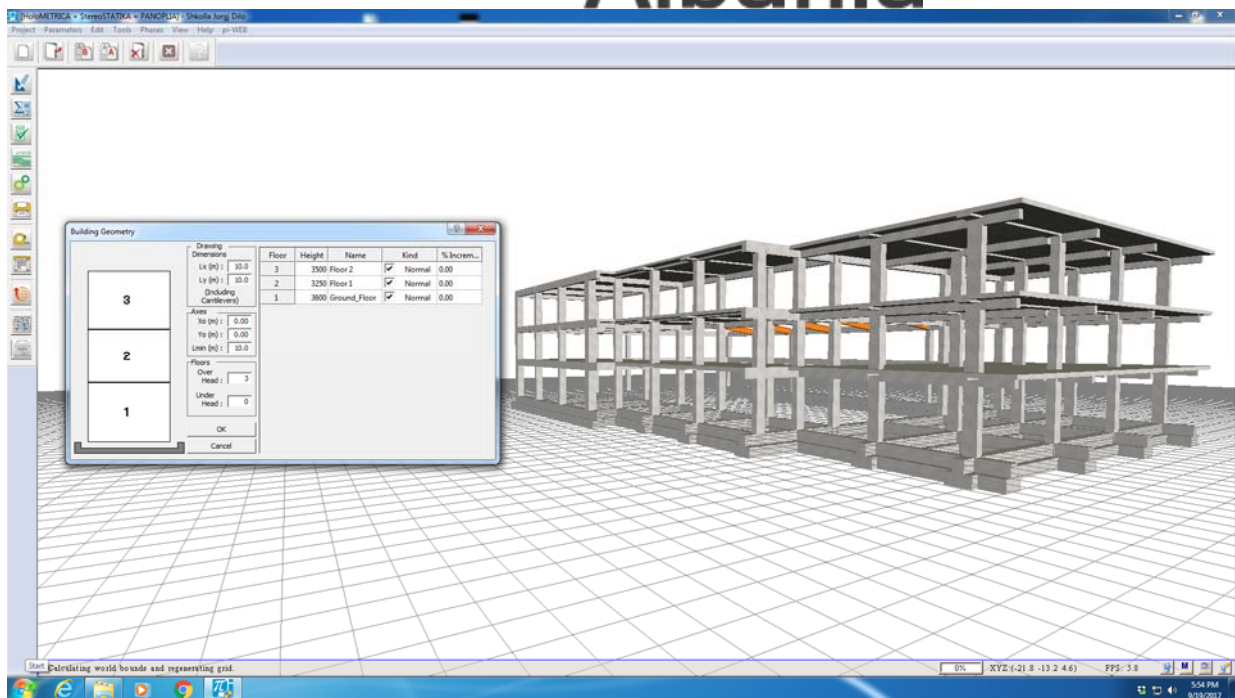 Albania
[HoloMETRICA + StereoSTATIKA + PANOPLIA] - Shkolla Jorgj Dilo
Project Parameters Edit Tools Phases View Help pi-WEB
Building Geometry
Drawing Dimensions
Lx (m) : 10.0
Ly (m) : 10.0
(Including Cantilevers)
Axes
Xo (m) : 0.00
Yo (m) : 0.00
Lmin (m) : 10.0
Floors
Over Head : 3
Under Head : 0
OK
Cancel
3
2
1
Floor Height Name Kind % Increm...
3 3500 Floor 2 Normal 0.00
2 3250 Floor 1 Normal 0.00
1 3600 Ground_Floor Normal 0.00
Start
Calculating world bounds and regenerating grid.
0% XYZ:(-21.8 -13.2 4.6) FPS: 5.8
M
5:54 PM
9/19/2017